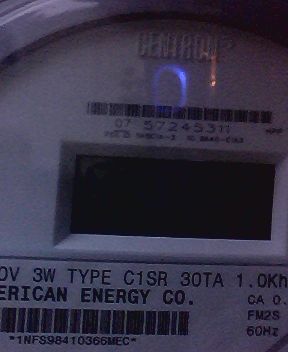 CENTRON
07 57245311
0V 3W TYPE C1SR 30TA 1.0Kh
ERICAN ENERGY CO.
CA 0.
FM2S
60Hz
*1NFS98410366MEC*